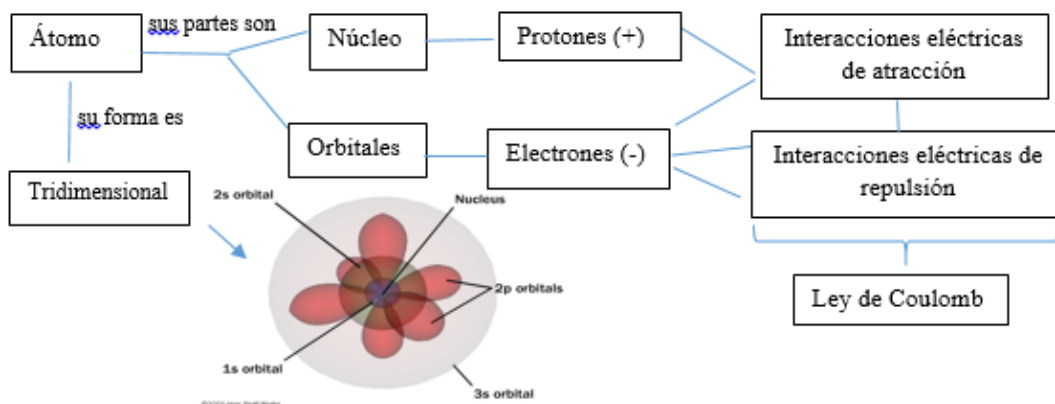 Átomo
sus partes son
Núcleo
Protones (+)
Interacciones eléctricas
de atracción
su forma es
Orbitales
Electrones (-)
Interacciones eléctricas de
repulsión
Tridimensional
2s orbital
Nucleus
2p orbitals
1s orbital
3s orbital
Ley de Coulomb